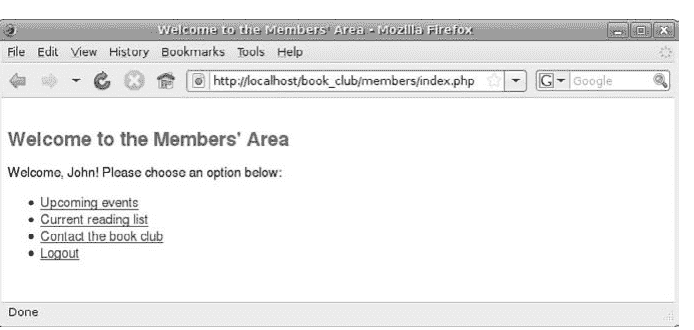 Welcome to the Members' Area - Mozilla Firefox
File Edit View History Bookmarks Tools Help
http://localhost/book_club/members/index.php G Google
Welcome to the Members' Area
Welcome, John! Please choose an option below:
• Upcoming events
• Current reading list
• Contact the book club
• Logout
Done